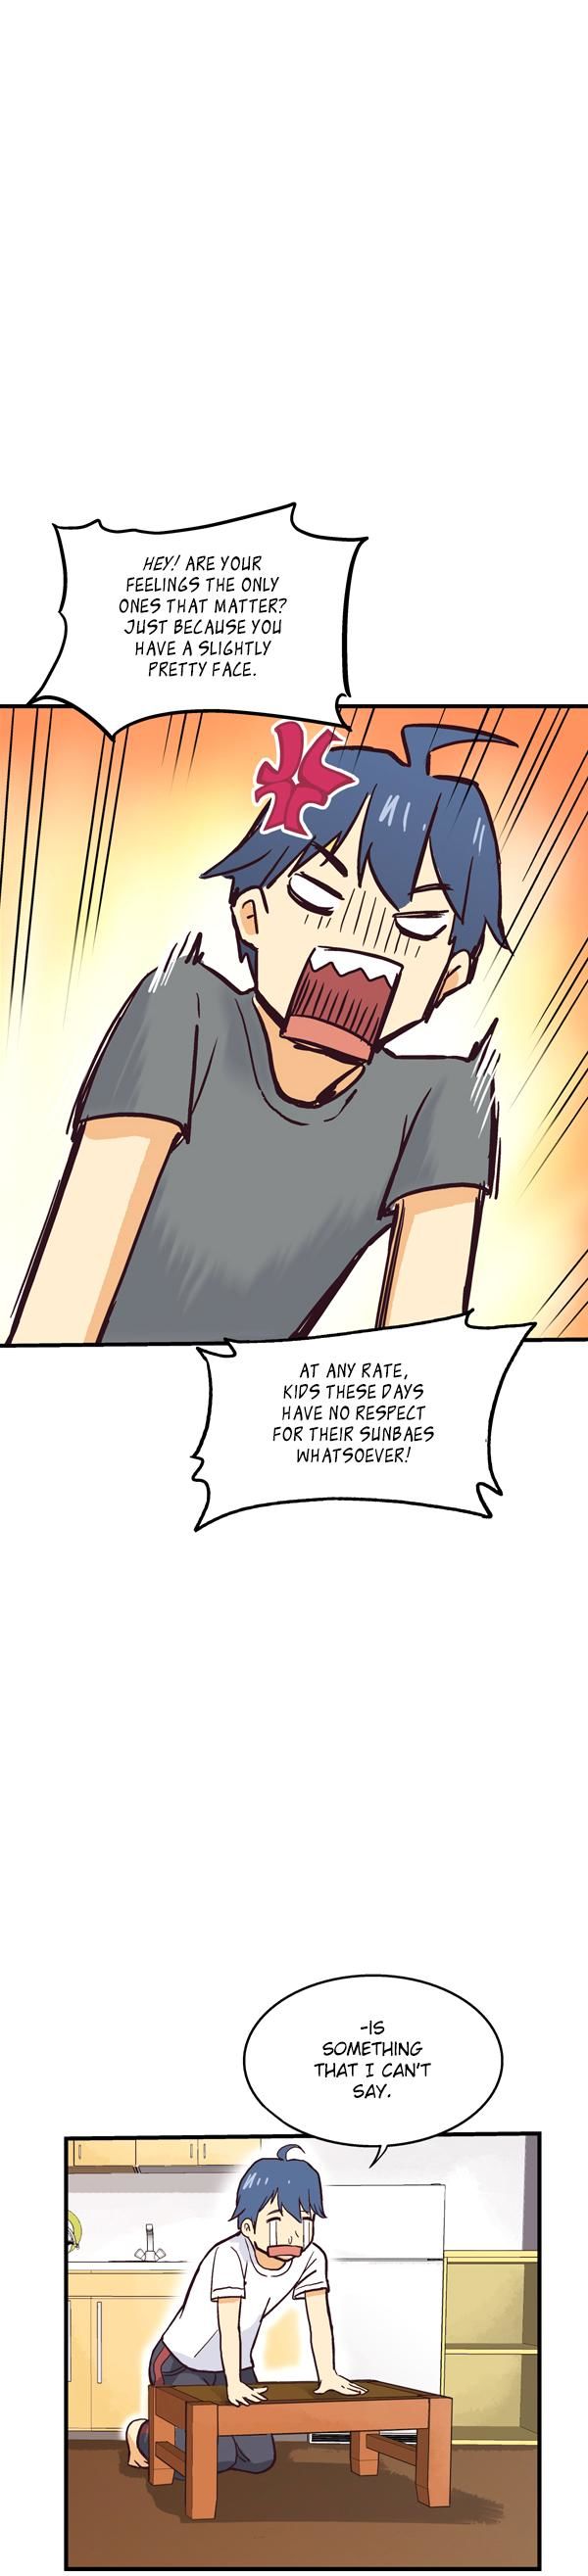 HEY! ARE YOUR
FEELINGS THE ONLY
ONES THAT MATTER?
JUST BECAUSE YOU
HAVE A SLIGHTLY
PRETTY FACE.
AT ANY RATE,
KIDS THESE DAYS
HAVE NO RESPECT
FOR THEIR SUNBAES
WHATSOEVER!
-IS
SOMETHING
THAT I CAN'T
SAY.